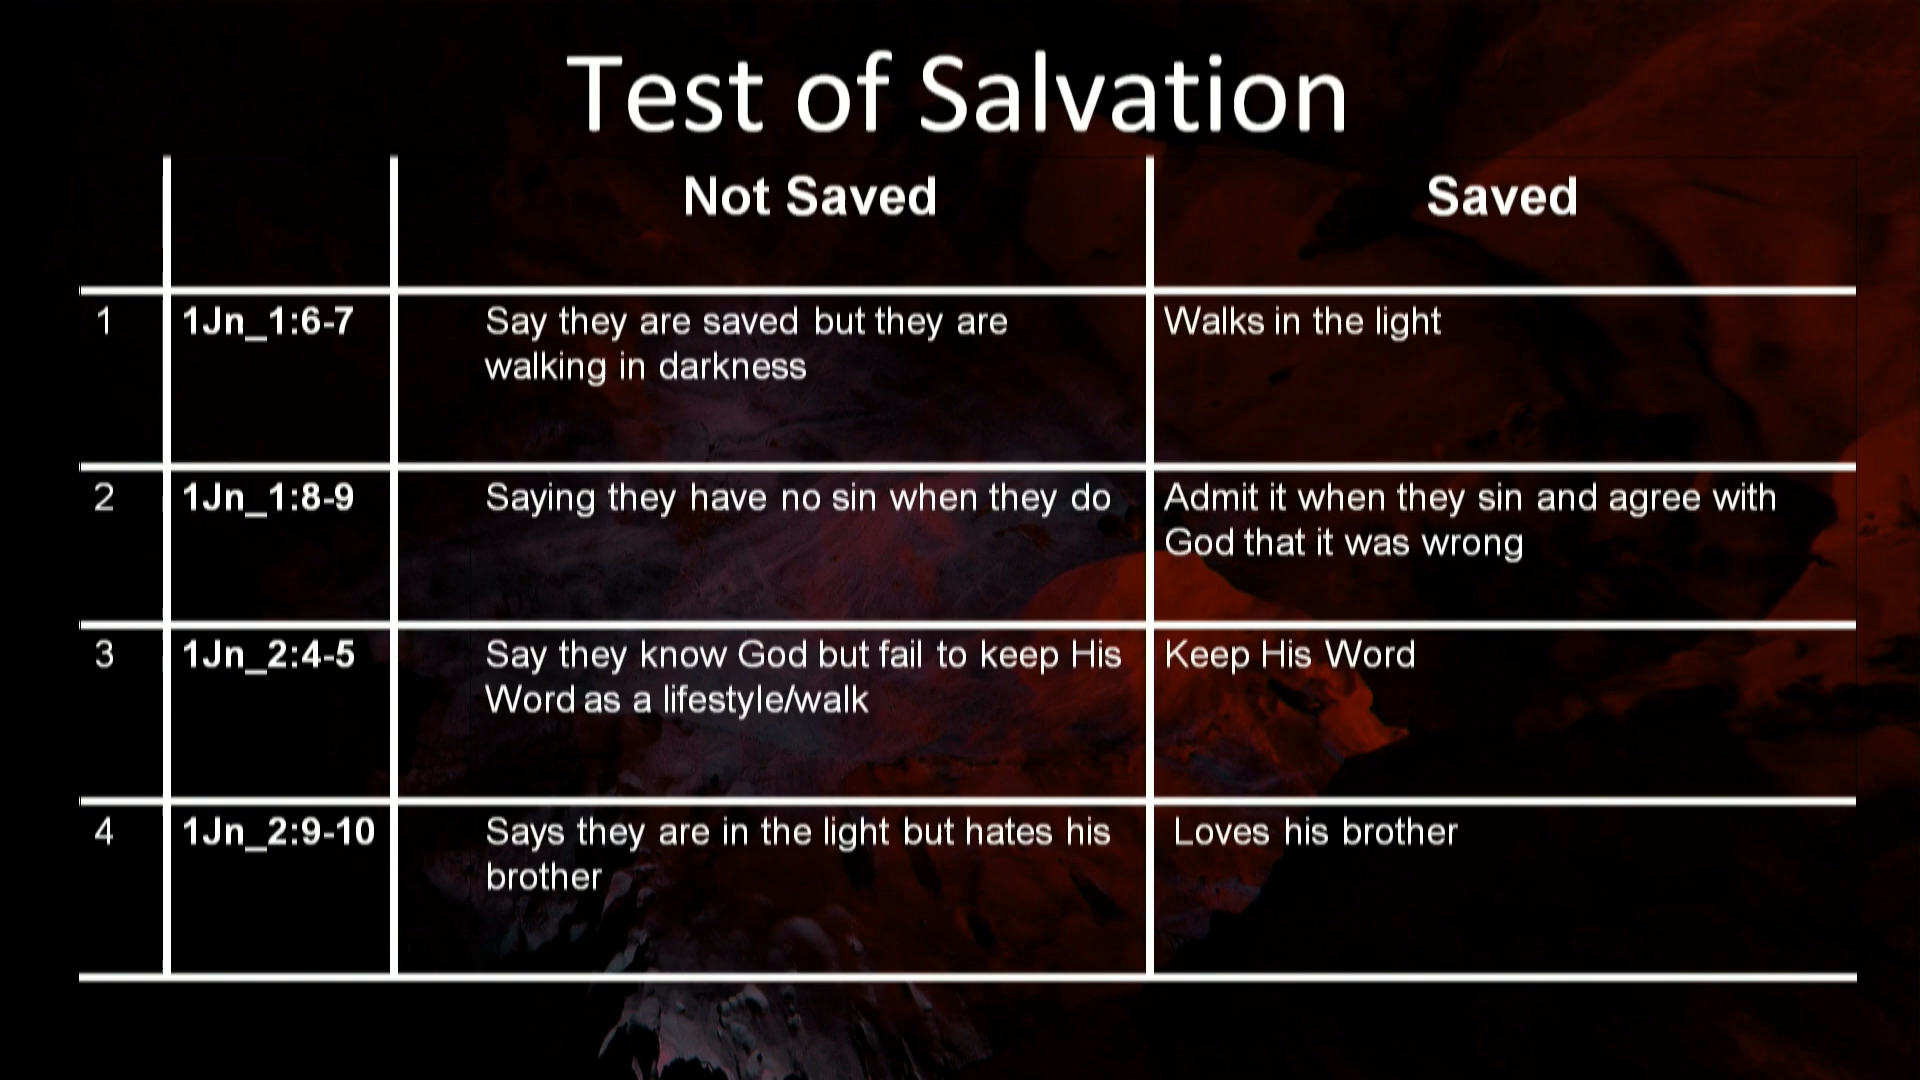 Test of Salvation
Not Saved
Saved
1
1Jn_1:6-7
Say they are saved but they are
walking in darkness
Walks in the light
2
1Jn_1:8-9
Saying they have no sin when they do
Admit it when they sin and agree with
God that it was wrong
3
1Jn_2:4-5
Say they know God but fail to keep His
Word as a lifestyle/walk
Keep His Word
4
1Jn_2:9-10
Says they are in the light but hates his
brother
Loves his brother